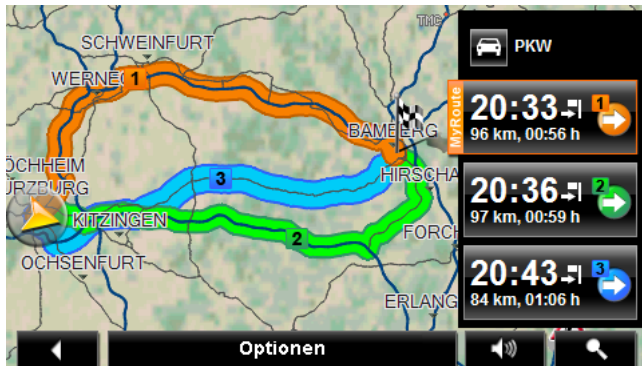 TMC
SCHWEINFURT
WERNEC
1
BAMBERG
3
HIRSCHA
ÖCHHEIM
ÜRZBURG
KITZINGEN
2
FORCH
OCHSENFURT
ERLANG
PKW
MyRoute
20:33
1
96 km, 00:56 h
20:36
2
97 km, 00:59 h
20:43
3
84 km, 01:06 h
Optionen